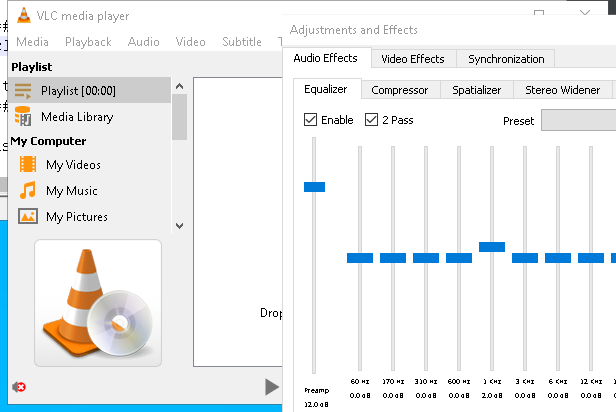 VLC media player
Media Playback Audio Video Subtitle T
Playlist
Playlist [00:00]
Media Library
My Computer
My Videos
My Music
My Pictures
Drop
Adjustments and Effects
Audio Effects Video Effects Synchronization
Equalizer Compressor Spatializer Stereo Widener
Enable 2 Pass Preset
60 Hz 170 Hz 310 Hz 600 Hz 1 KHz 3 KHz 6 KHz 12 KHz
Preamp 0.0 dB 0.0 dB 0.0 dB 0.0 dB 2.0 dB 0.0 dB 0.0 dB 0.0 dB
12.0 dB